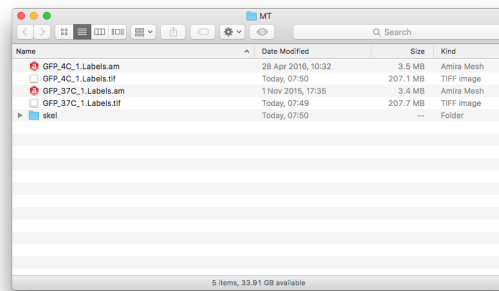 MT
Search
Name Date Modified Size Kind
GFP_4C_1.Labels.am 28 Apr 2016, 10:32 3.5 MB Amira Mesh
GFP_4C_1.Labels.tif Today, 07:50 207.1 MB TIFF image
GFP_37C_1.Labels.am 1 Nov 2015, 17:35 3.4 MB Amira Mesh
GFP_37C_1.Labels.tif Today, 07:49 207.7 MB TIFF image
skel Today, 07:50 -- Folder
5 items, 33.91 GB available